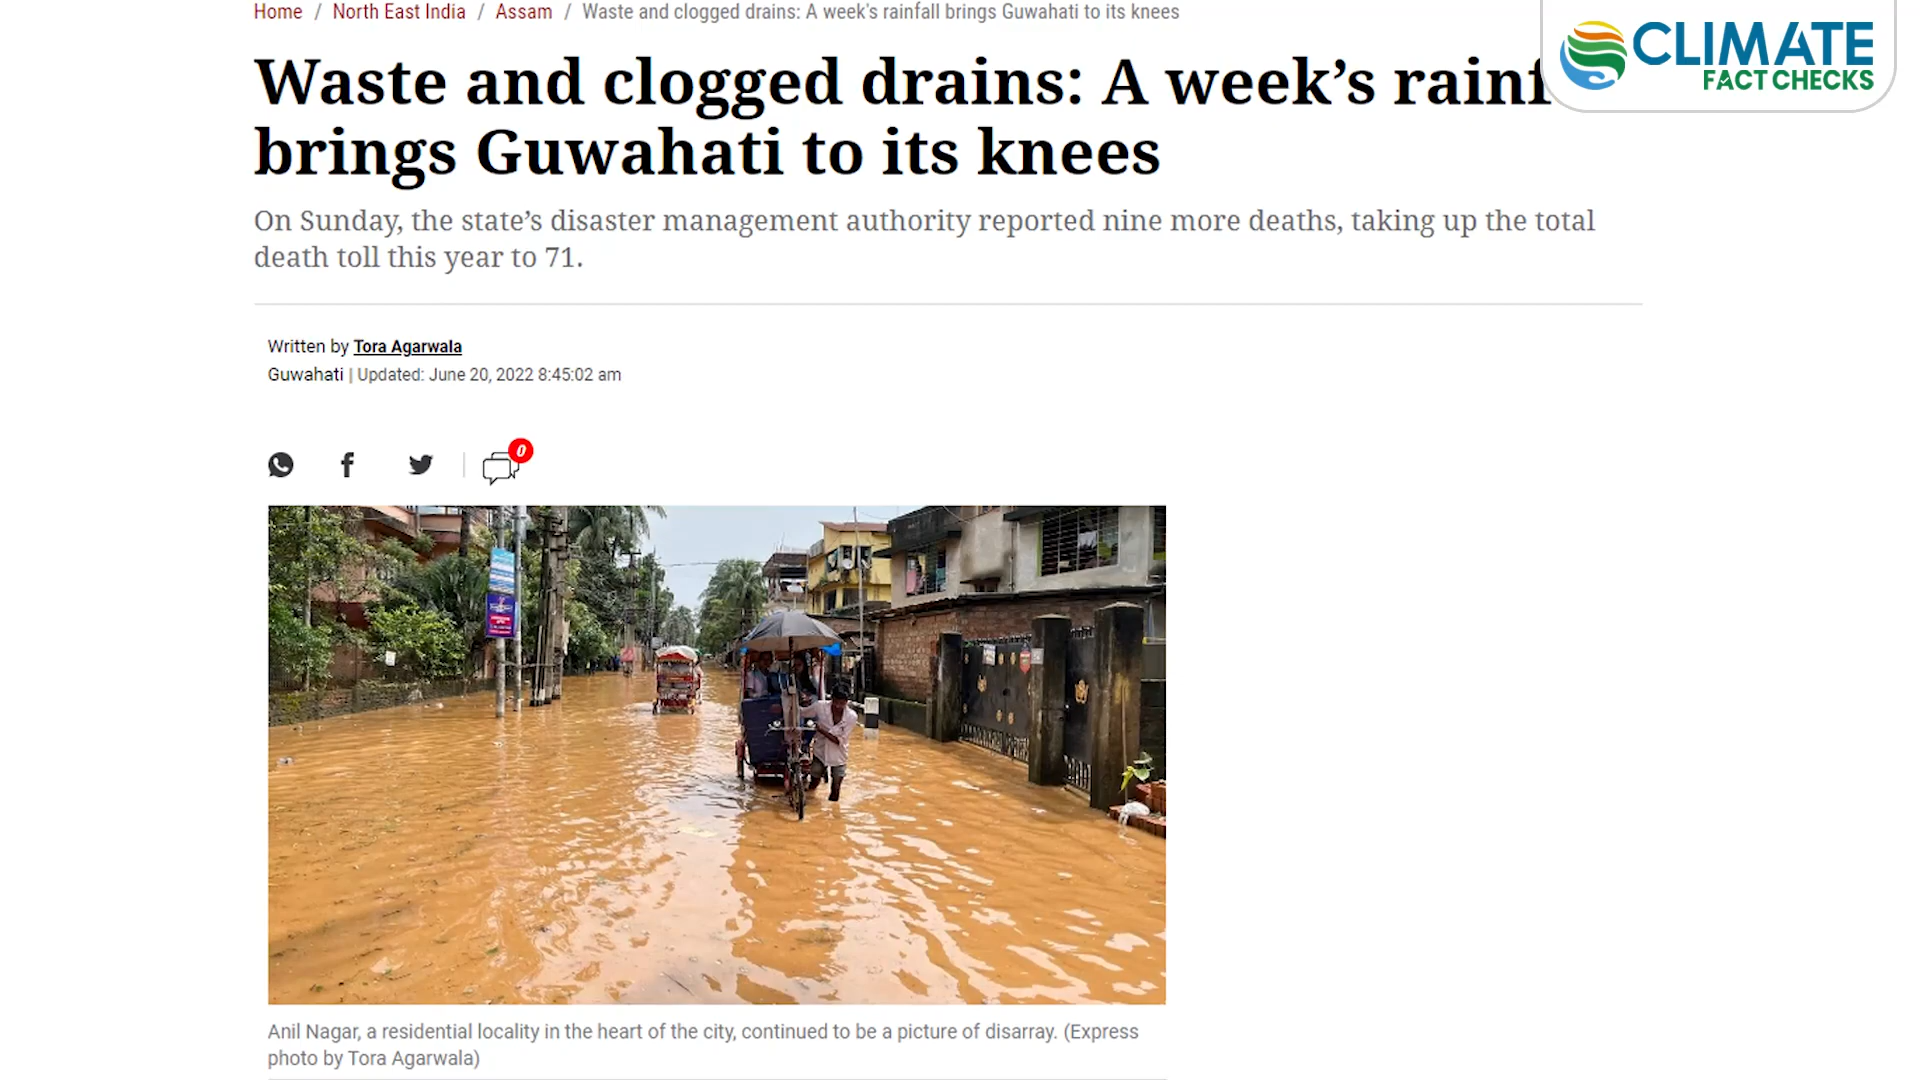 Home / North East India / Assam / Waste and clogged drains: A week's rainfall brings Guwahati to its knees
CLIMATE
FACT CHECKS
Waste and clogged drains: A week’s rainf
brings Guwahati to its knees
On Sunday, the state’s disaster management authority reported nine more deaths, taking up the total
death toll this year to 71.
Written by Tora Agarwala
Guwahati | Updated: June 20, 2022 8:45:02 am
0
Anil Nagar, a residential locality in the heart of the city, continued to be a picture of disarray. (Express
photo by Tora Agarwala)